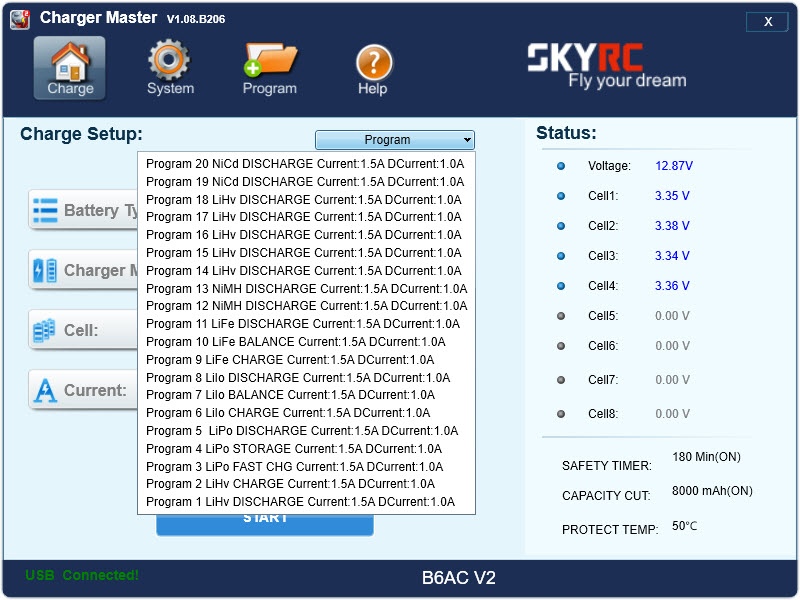 Charger Master V1.08.B206
X
Charge
System
Program
Help
SKYRC
Fly your dream
Charge Setup:
Program
Program 20 NiCd DISCHARGE Current:1.5A DCurrent:1.0A
Program 19 NiCd DISCHARGE Current:1.5A DCurrent:1.0A
Program 18 LiHv DISCHARGE Current:1.5A DCurrent:1.0A
Program 17 LiHv DISCHARGE Current:1.5A DCurrent:1.0A
Program 16 LiHv DISCHARGE Current:1.5A DCurrent:1.0A
Program 15 LiHv DISCHARGE Current:1.5A DCurrent:1.0A
Program 14 LiHv DISCHARGE Current:1.5A DCurrent:1.0A
Program 13 NiMH DISCHARGE Current:1.5A DCurrent:1.0A
Program 12 NiMH DISCHARGE Current:1.5A DCurrent:1.0A
Program 11 LiFe DISCHARGE Current:1.5A DCurrent:1.0A
Program 10 LiFe BALANCE Current:1.5A DCurrent:1.0A
Program 9 LiFe CHARGE Current:1.5A DCurrent:1.0A
Program 8 LiIo DISCHARGE Current:1.5A DCurrent:1.0A
Program 7 LiIo BALANCE Current:1.5A DCurrent:1.0A
Program 6 LiIo CHARGE Current:1.5A DCurrent:1.0A
Program 5  LiPo DISCHARGE Current:1.5A DCurrent:1.0A
Program 4 LiPo STORAGE Current:1.5A DCurrent:1.0A
Program 3 LiPo FAST CHG Current:1.5A DCurrent:1.0A
Program 2 LiHv CHARGE Current:1.5A DCurrent:1.0A
Program 1 LiHv DISCHARGE Current:1.5A DCurrent:1.0A
Battery Ty
Charger M
Cell:
Current:
START
Status:
Voltage: 12.87V
Cell1: 3.35 V
Cell2: 3.38 V
Cell3: 3.34 V
Cell4: 3.36 V
Cell5: 0.00 V
Cell6: 0.00 V
Cell7: 0.00 V
Cell8: 0.00 V
SAFETY TIMER: 180 Min(ON)
CAPACITY CUT: 8000 mAh(ON)
PROTECT TEMP: 50°C
USB  Connected!
B6AC V2